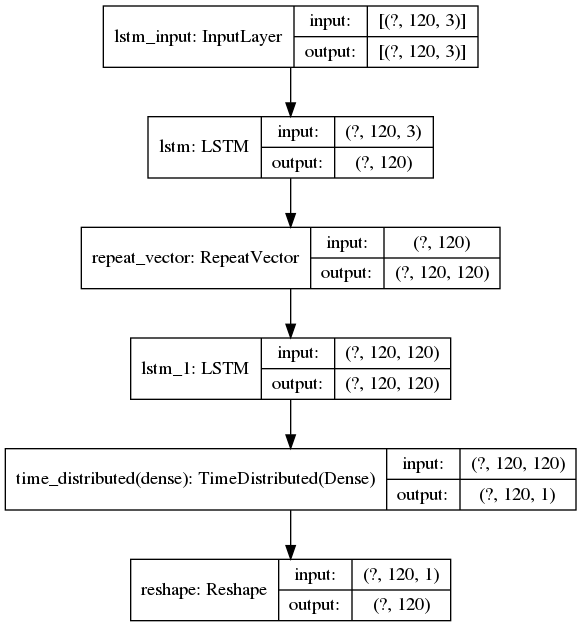 lstm_input: InputLayer
input:
[(?, 120, 3)]
output:
[(?, 120, 3)]
lstm: LSTM
input:
(?, 120, 3)
output:
(?, 120)
repeat_vector: RepeatVector
input:
(?, 120)
output:
(?, 120, 120)
lstm_1: LSTM
input:
(?, 120, 120)
output:
(?, 120, 120)
time_distributed(dense): TimeDistributed(Dense)
input:
(?, 120, 120)
output:
(?, 120, 1)
reshape: Reshape
input:
(?, 120, 1)
output:
(?, 120)